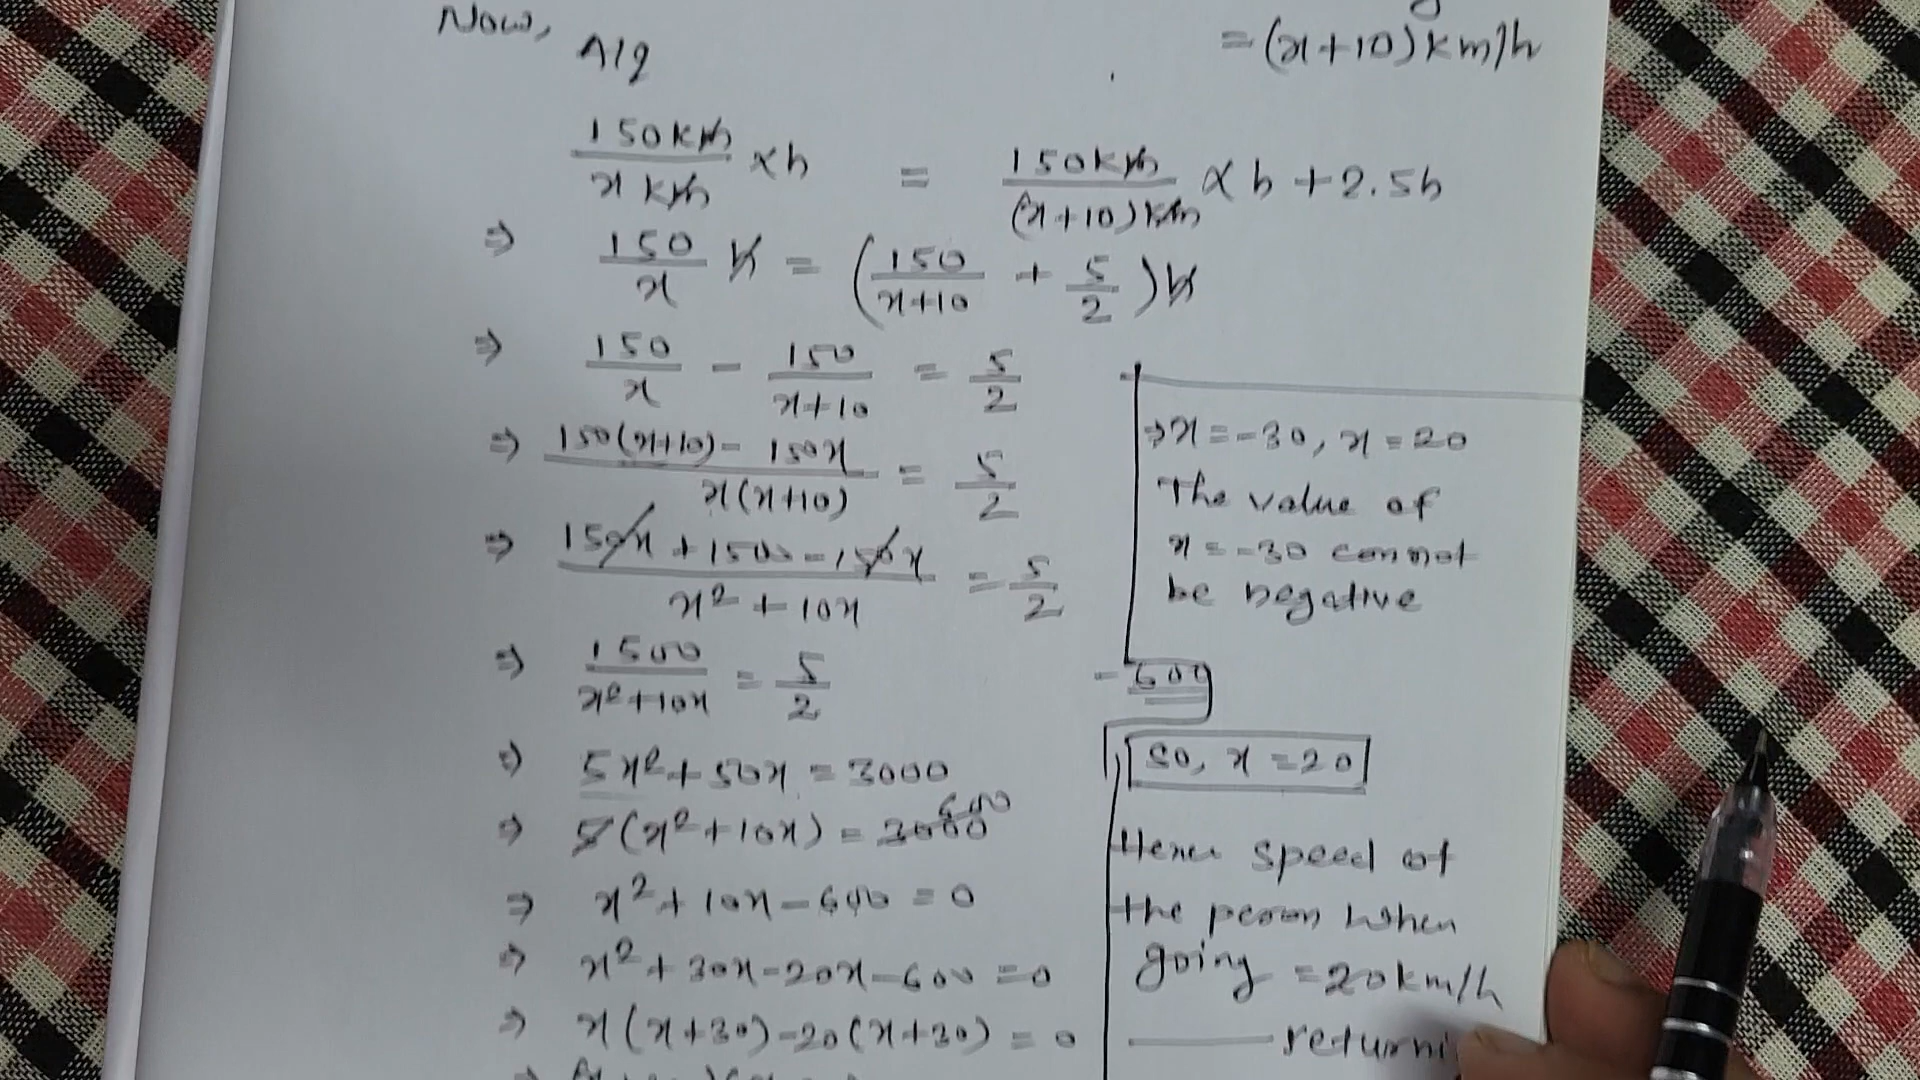 Now,
A/q
= (x+10) km/h
150km/x km × h = 150km/(x+10)km × h + 2.5h
⇒ 150/x h = (150/x+10 + 5/2) h
⇒ 150/x - 150/x+10 = 5/2
⇒ 150(x+10) - 150x/x(x+10) = 5/2
⇒ 150x + 1500 - 150x/x² + 10x = 5/2
⇒ 1500/x²+10x = 5/2
⇒ 5x² + 50x = 3000
⇒ 5(x² + 10x) = 3000 600
⇒ x² + 10x - 600 = 0
⇒ x² + 30x - 20x - 600 = 0
⇒ x(x+30) - 20(x+30) = 0
⇒ x = -30, x = 20
The value of
x = -30 connot
be negative
- 600
so, x = 20
Hence speed of
the person when
going = 20km/h